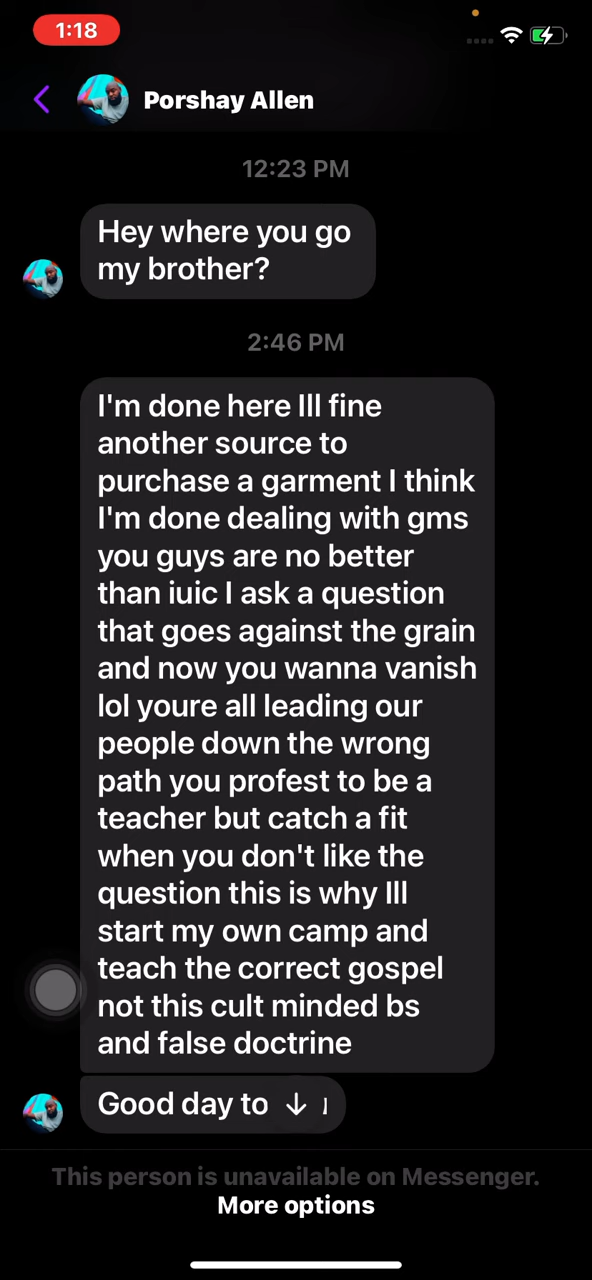 1:18
Porshay Allen
12:23 PM
Hey where you go
my brother?
2:46 PM
I'm done here Ill fine
another source to
purchase a garment I think
I'm done dealing with gms
you guys are no better
than iuic I ask a question
that goes against the grain
and now you wanna vanish
lol youre all leading our
people down the wrong
path you profest to be a
teacher but catch a fit
when you don't like the
question this is why Ill
start my own camp and
teach the correct gospel
not this cult minded bs
and false doctrine
Good day to
This person is unavailable on Messenger.
More options